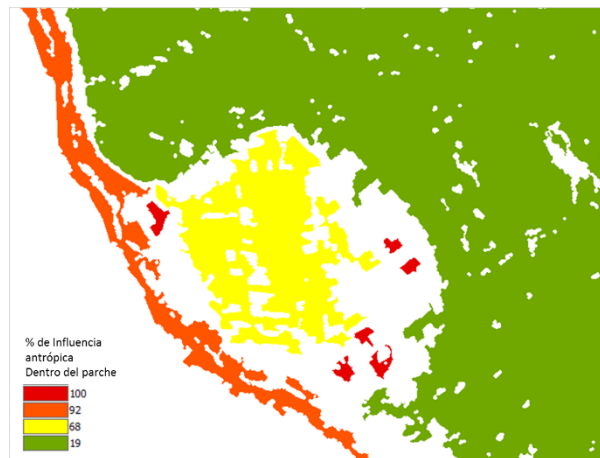 % de Influencia
antrópica
Dentro del parche
100
92
68
19